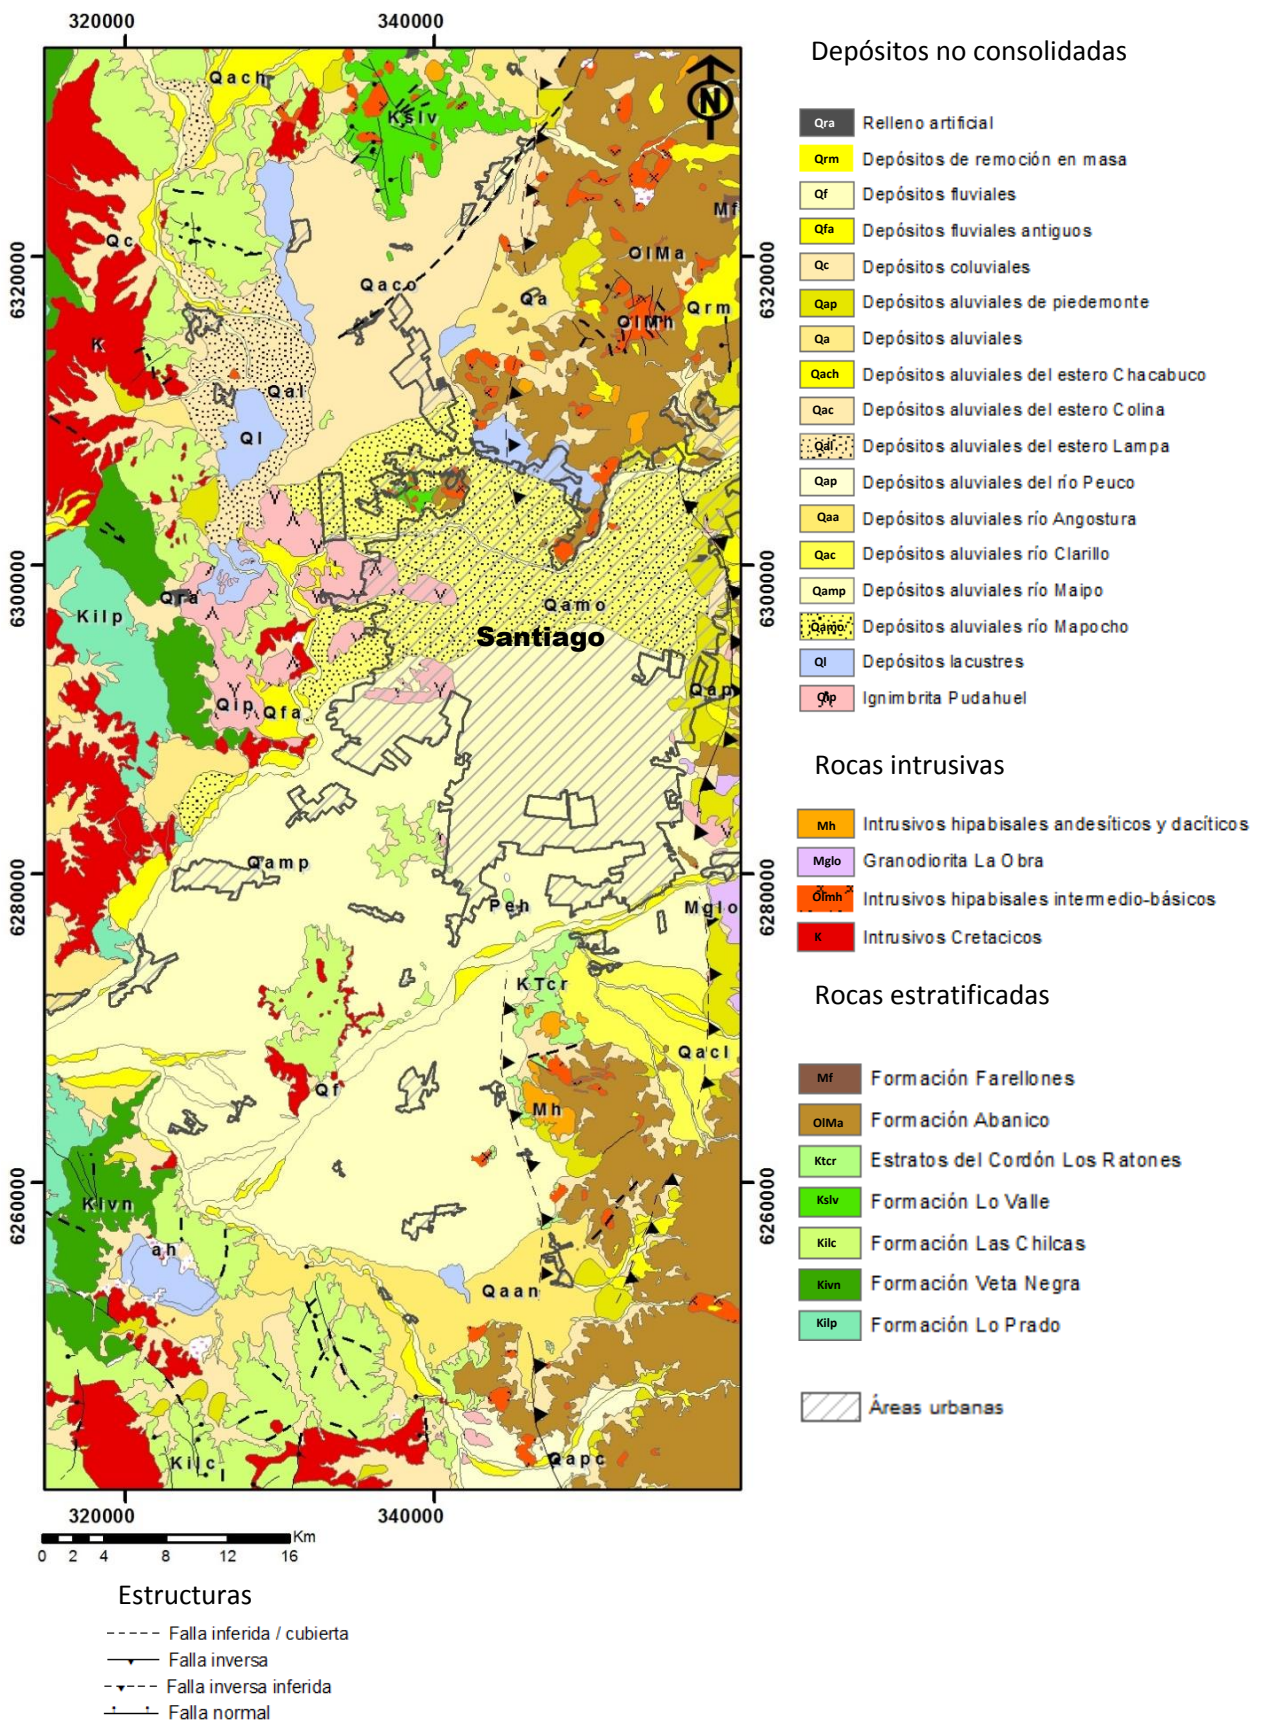 320000
340000
Qach
Kslv
N
Mf
Qc
OlMa
6320000
6320000
Qaco
Qa
Qrm
OlMh
K
Qal
Ql
6300000
6300000
Qra
Kilp
Qamo
Santiago
Qap
Qip
Qfa
Qamp
6280000
6280000
Peh
Mglo
KTcr
Qacl
Qf
Mh
6260000
6260000
Kivn
ah
Qaan
Kilc
Qapc
320000
340000
Km
0 2 4 8 12 16
Estructuras
Falla inferida / cubierta
Falla inversa
Falla inversa inferida
Falla normal
Depósitos no consolidadas
Qra Relleno artificial
Qrm Depósitos de remoción en masa
Qf Depósitos fluviales
Qfa Depósitos fluviales antiguos
Qc Depósitos coluviales
Qap Depósitos aluviales de piedemonte
Qa Depósitos aluviales
Qach Depósitos aluviales del estero Chacabuco
Qac Depósitos aluviales del estero Colina
Qal Depósitos aluviales del estero Lampa
Qap Depósitos aluviales del río Peuco
Qaa Depósitos aluviales río Angostura
Qac Depósitos aluviales río Clarillo
Qamp Depósitos aluviales río Maipo
Qamo Depósitos aluviales río Mapocho
Ql Depósitos lacustres
Qip Ignimbrita Pudahuel
Rocas intrusivas
Mh Intrusivos hipabisales andesíticos y dacíticos
Mglo Granodiorita La Obra
Olmh Intrusivos hipabisales intermedio-básicos
K Intrusivos Cretacicos
Rocas estratificadas
Mf Formación Farellones
OlMa Formación Abanico
Ktcr Estratos del Cordón Los Ratones
Kslv Formación Lo Valle
Kilc Formación Las Chilcas
Kivn Formación Veta Negra
Kilp Formación Lo Prado
Áreas urbanas